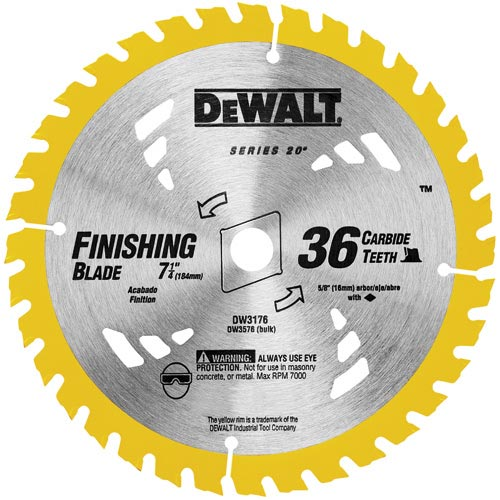 DEWALT
SERIES 20®
™
FINISHING
BLADE 7 1/4" (184mm)
Acabado
Finition
36 CARBIDE
TEETH
5/8" (16mm) arbor/eje/abre
with
DW3176
DW3576 (bulk)
WARNING: ALWAYS USE EYE
PROTECTION. Not for use in masonry
concrete, or metal. Max RPM 7000
The yellow rim is a trademark of the
DEWALT Industrial Tool Company